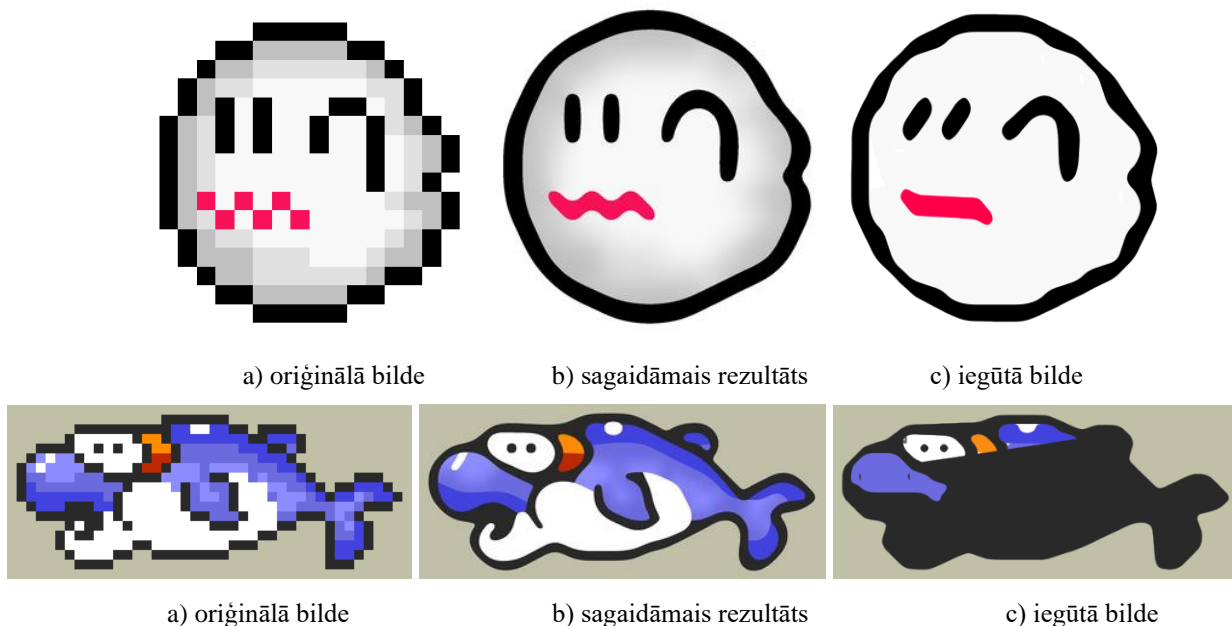 a) oriģinālā bilde b) sagaidāmais rezultāts c) iegūtā bilde
a) oriģinālā bilde b) sagaidāmais rezultāts c) iegūtā bilde